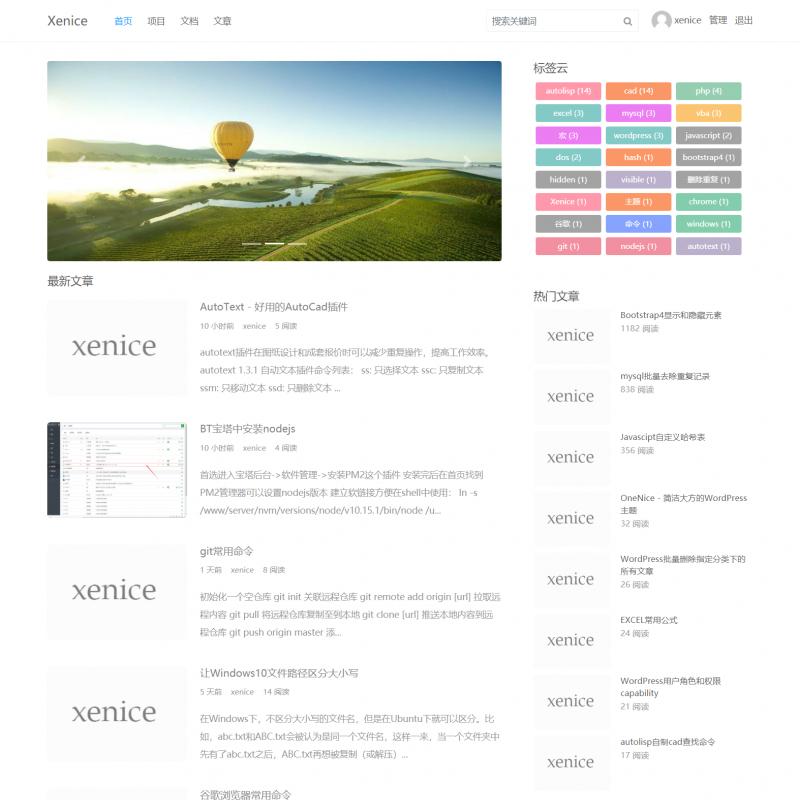 Xenice 首页 项目 文档 文章
搜索关键词
xenice 管理 退出
最新文章
xenice
AutoText - 好用的AutoCad插件
10 小时前 xenice 5 阅读
autotext插件在图纸设计和成套报价时可以减少重复操作，提高工作效率。
autotext 1.3.1 自动文本插件命令列表： ss: 只选择文本 ssc: 只复制文本
ssm: 只移动文本 ssd: 只删除文本 ...
BT宝塔中安装nodejs
10 小时前 xenice 4 阅读
首选进入宝塔后台->软件管理->安装PM2这个插件 安装完后在首页找到
PM2管理器可以设置nodejs版本 建立软链接方便在shell中使用： ln -s
/www/server/nvm/versions/node/v10.15.1/bin/node /u...
xenice
git常用命令
1 天前 xenice 8 阅读
初始化一个空仓库 git init 关联远程仓库 git remote add origin [url] 拉取远
程内容 git pull 将远程仓库复制至到本地 git clone [url] 推送本地内容到远
程仓库 git push origin master 添...
xenice
让Windows10文件路径区分大小写
5 天前 xenice 14 阅读
在Windows下，不区分大小写的文件名，但是在Ubuntu下就可以区分。比
如，abc.txt和ABC.txt会被认为是同一个文件名，这样一来，当一个文件夹中
先有了abc.txt之后，ABC.txt再想被复制（或解压）...
谷歌浏览器常用命令
标签云
autolisp (14) cad (14) php (4)
excel (3) mysql (3) vba (3)
宏 (3) wordpress (3) javascript (2)
dos (2) hash (1) bootstrap4 (1)
hidden (1) visible (1) 删除重复 (1)
Xenice (1) 主题 (1) chrome (1)
谷歌 (1) 命令 (1) windows (1)
git (1) nodejs (1) autotext (1)
热门文章
xenice
Bootstrap4显示和隐藏元素
1182 阅读
xenice
mysql批量去除重复记录
838 阅读
xenice
Javascipt自定义哈希表
356 阅读
xenice
OneNice - 简洁大方的WordPress
主题
32 阅读
xenice
WordPress批量删除指定分类下的
所有文章
26 阅读
xenice
EXCEL常用公式
24 阅读
xenice
WordPress用户角色和权限
capability
21 阅读
xenice
autolisp自制cad查找命令
17 阅读